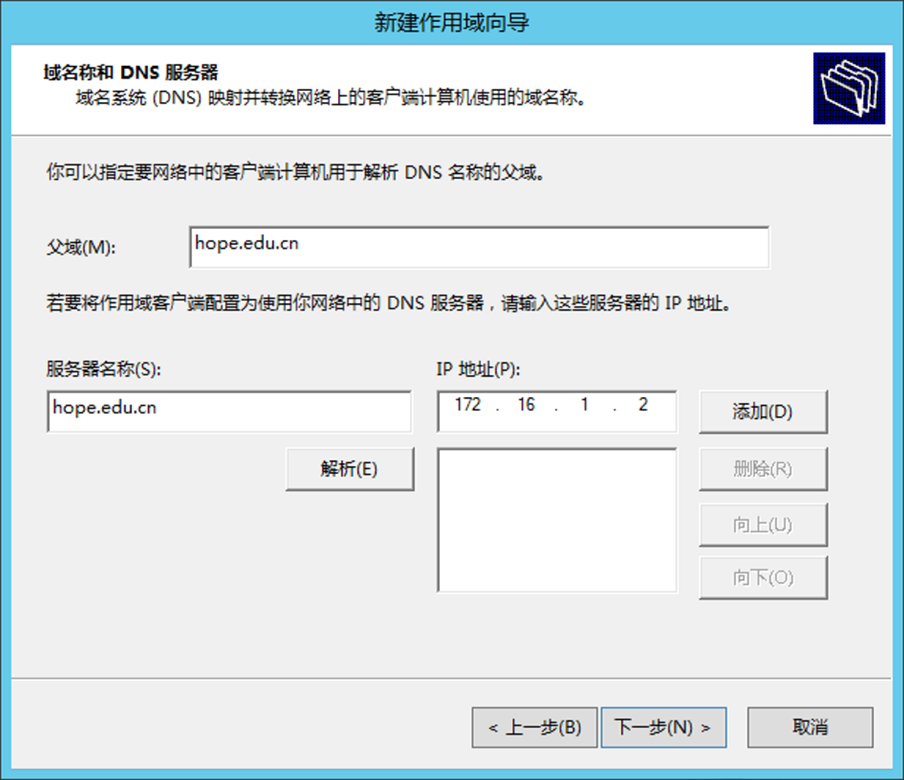 新建作用域向导
域名称和 DNS 服务器
域名系统 (DNS) 映射并转换网络上的客户端计算机使用的域名称。
你可以指定要网络中的客户端计算机用于解析 DNS 名称的父域。
父域(M): hope.edu.cn
若要将作用域客户端配置为使用你网络中的 DNS 服务器，请输入这些服务器的 IP 地址。
服务器名称(S): IP 地址(P):
hope.edu.cn 172 . 16 . 1 . 2 添加(D)
解析(E) 删除(R)
向上(U)
向下(O)
< 上一步(B) 下一步(N) > 取消